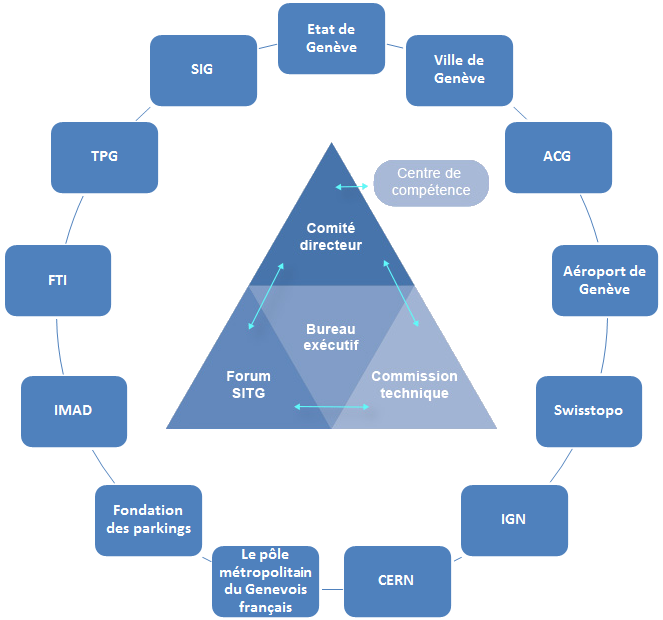 Etat de
Genève
Ville de
Genève
SIG
TPG
ACG
Centre de
compétence
Comité
directeur
FTI
Aéroport de
Genève
Bureau
exécutif
Forum
SITG
Commission
technique
IMAD
Swisstopo
Fondation
des parkings
IGN
Le pôle
métropolitain
du Genevois
français
CERN